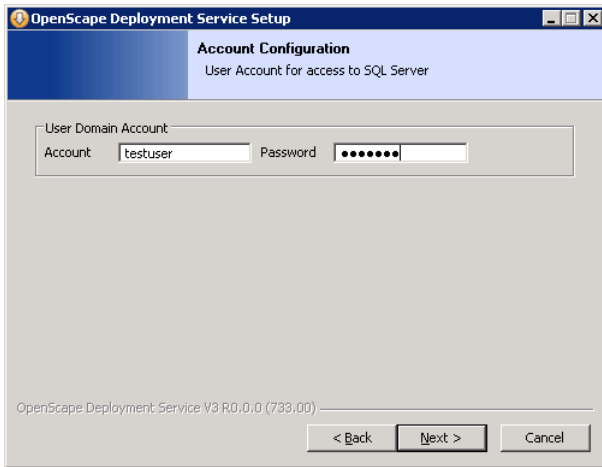 OpenScape Deployment Service Setup
Account Configuration
User Account for access to SQL Server
User Domain Account
Account testuser Password ●●●●●●●
OpenScape Deployment Service V3 R0.0.0 (733.00)
< Back Next > Cancel